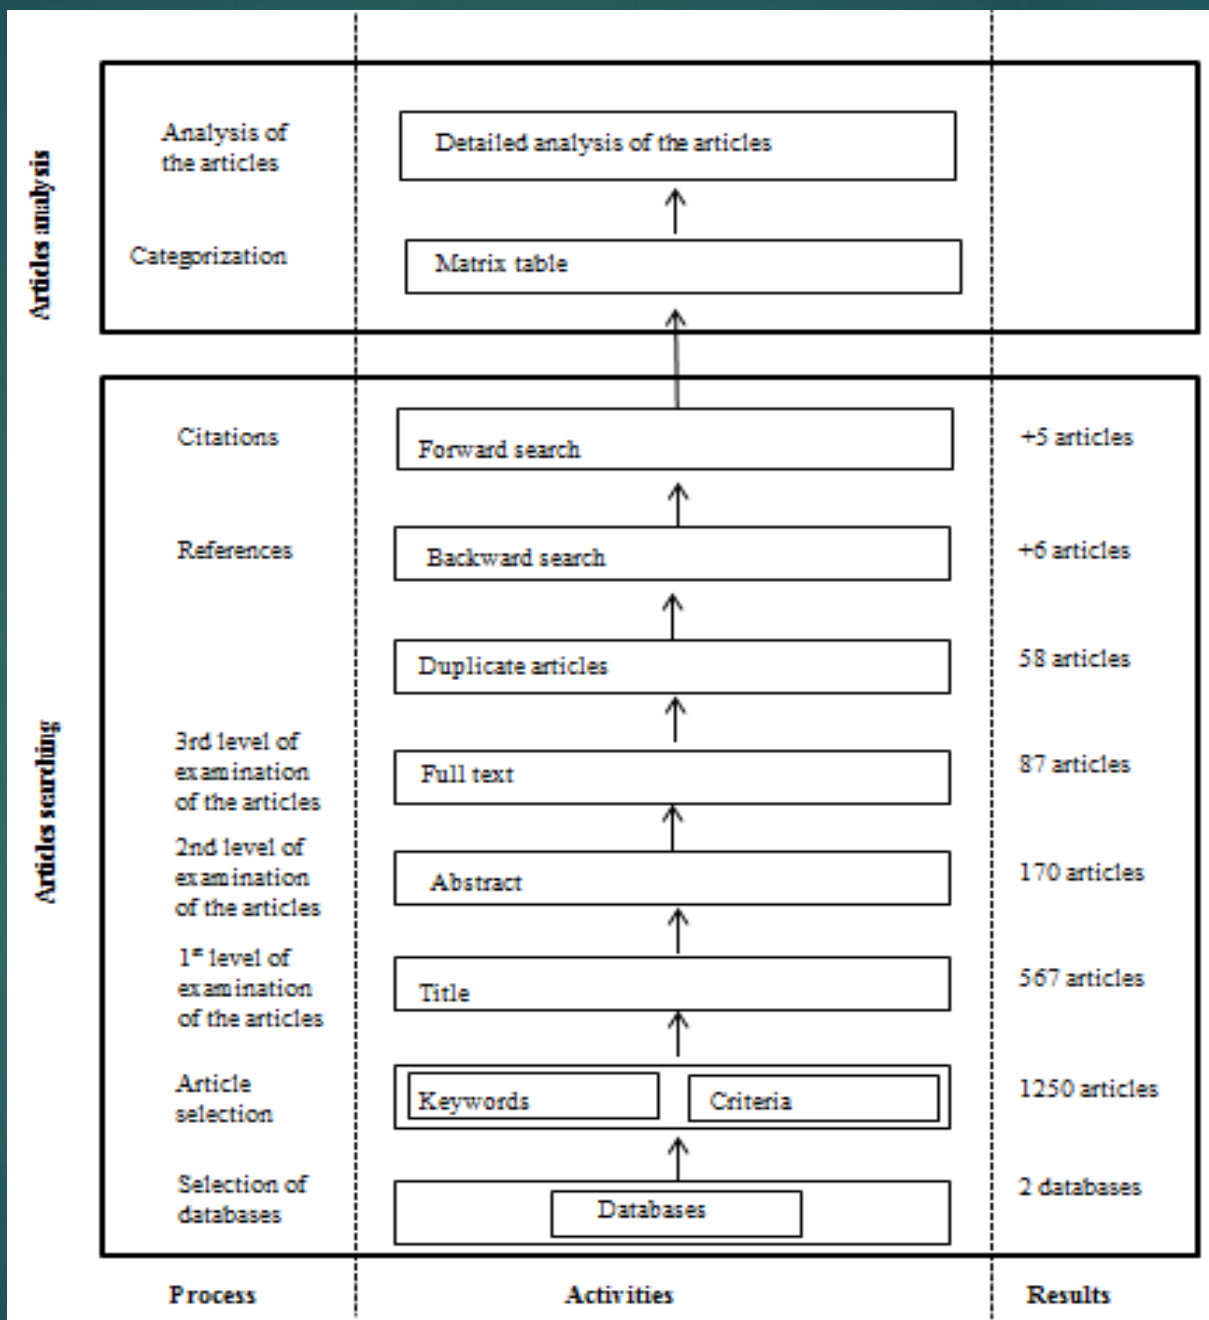 Articles analysis
Analysis of
the articles
Detailed analysis of the articles
Categorization
Matrix table
Articles searching
Citations
Forward search
+5 articles
References
Backward search
+6 articles
Duplicate articles
58 articles
3rd level of
examination
of the articles
Full text
87 articles
2nd level of
examination
of the articles
Abstract
170 articles
1st level of
examination
of the articles
Title
567 articles
Article
selection
Keywords
Criteria
1250 articles
Selection of
databases
Databases
2 databases
Process
Activities
Results